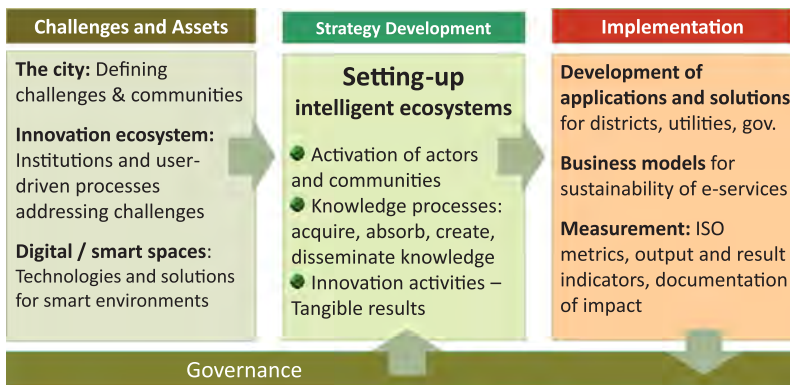 Challenges and Assets
The city: Defining
challenges & communities
Innovation ecosystem:
Institutions and user-
driven processes
addressing challenges
Digital / smart spaces:
Technologies and solutions
for smart environments
Strategy Development
Setting-up
intelligent ecosystems
Activation of actors
and communities
Knowledge processes:
acquire, absorb, create,
disseminate knowledge
Innovation activities –
Tangible results
Implementation
Development of
applications and solutions
for districts, utilities, gov.
Business models for
sustainability of e-services
Measurement: ISO
metrics, output and result
indicators, documentation
of impact
Governance